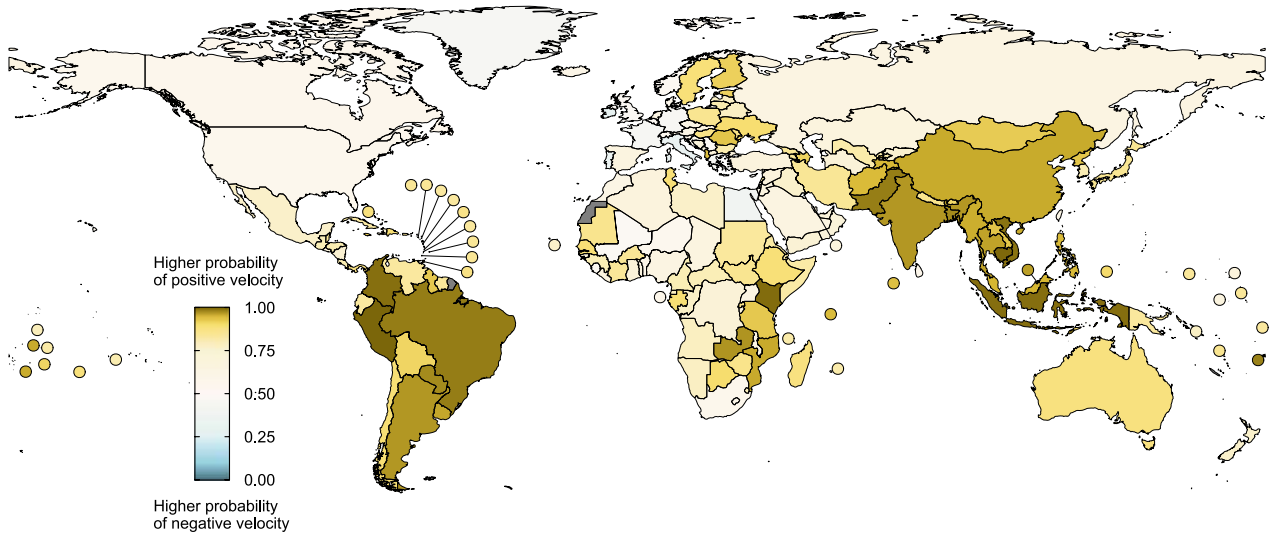 Higher probability
of positive velocity
1.00
0.75
0:50
0.25
0.00
Higher probability
of negative velocity